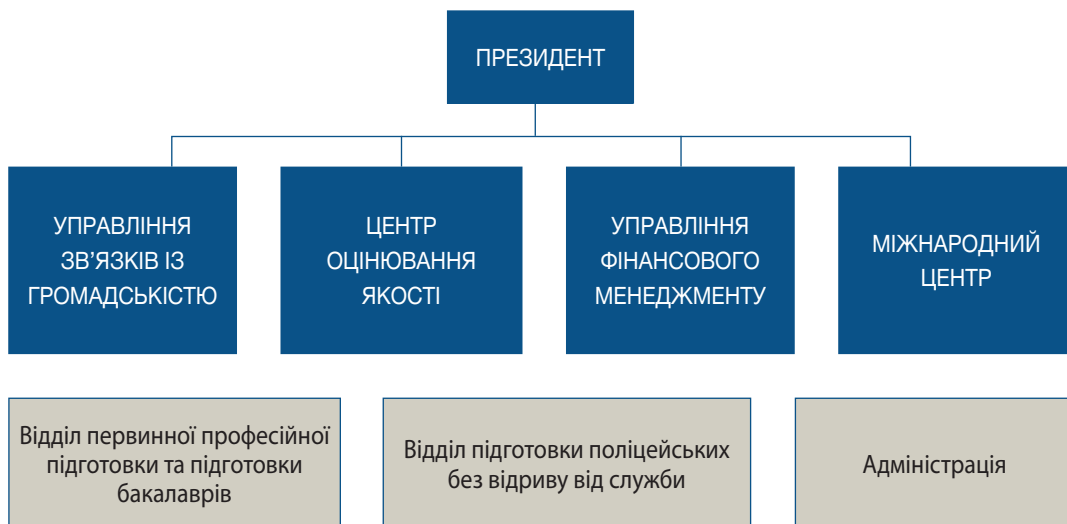 ПРЕЗИДЕНТ
УПРАВЛІННЯ
ЗВ'ЯЗКІВ ІЗ
ГРОМАДСЬКІСТЮ
ЦЕНТР
ОЦІНЮВАННЯ
ЯКОСТІ
УПРАВЛІННЯ
ФІНАНСОВОГО
МЕНЕДЖМЕНТУ
МІЖНАРОДНИЙ
ЦЕНТР
Відділ первинної професійної
підготовки та підготовки
бакалаврів
Відділ підготовки поліцейських
без відриву від служби
Адміністрація